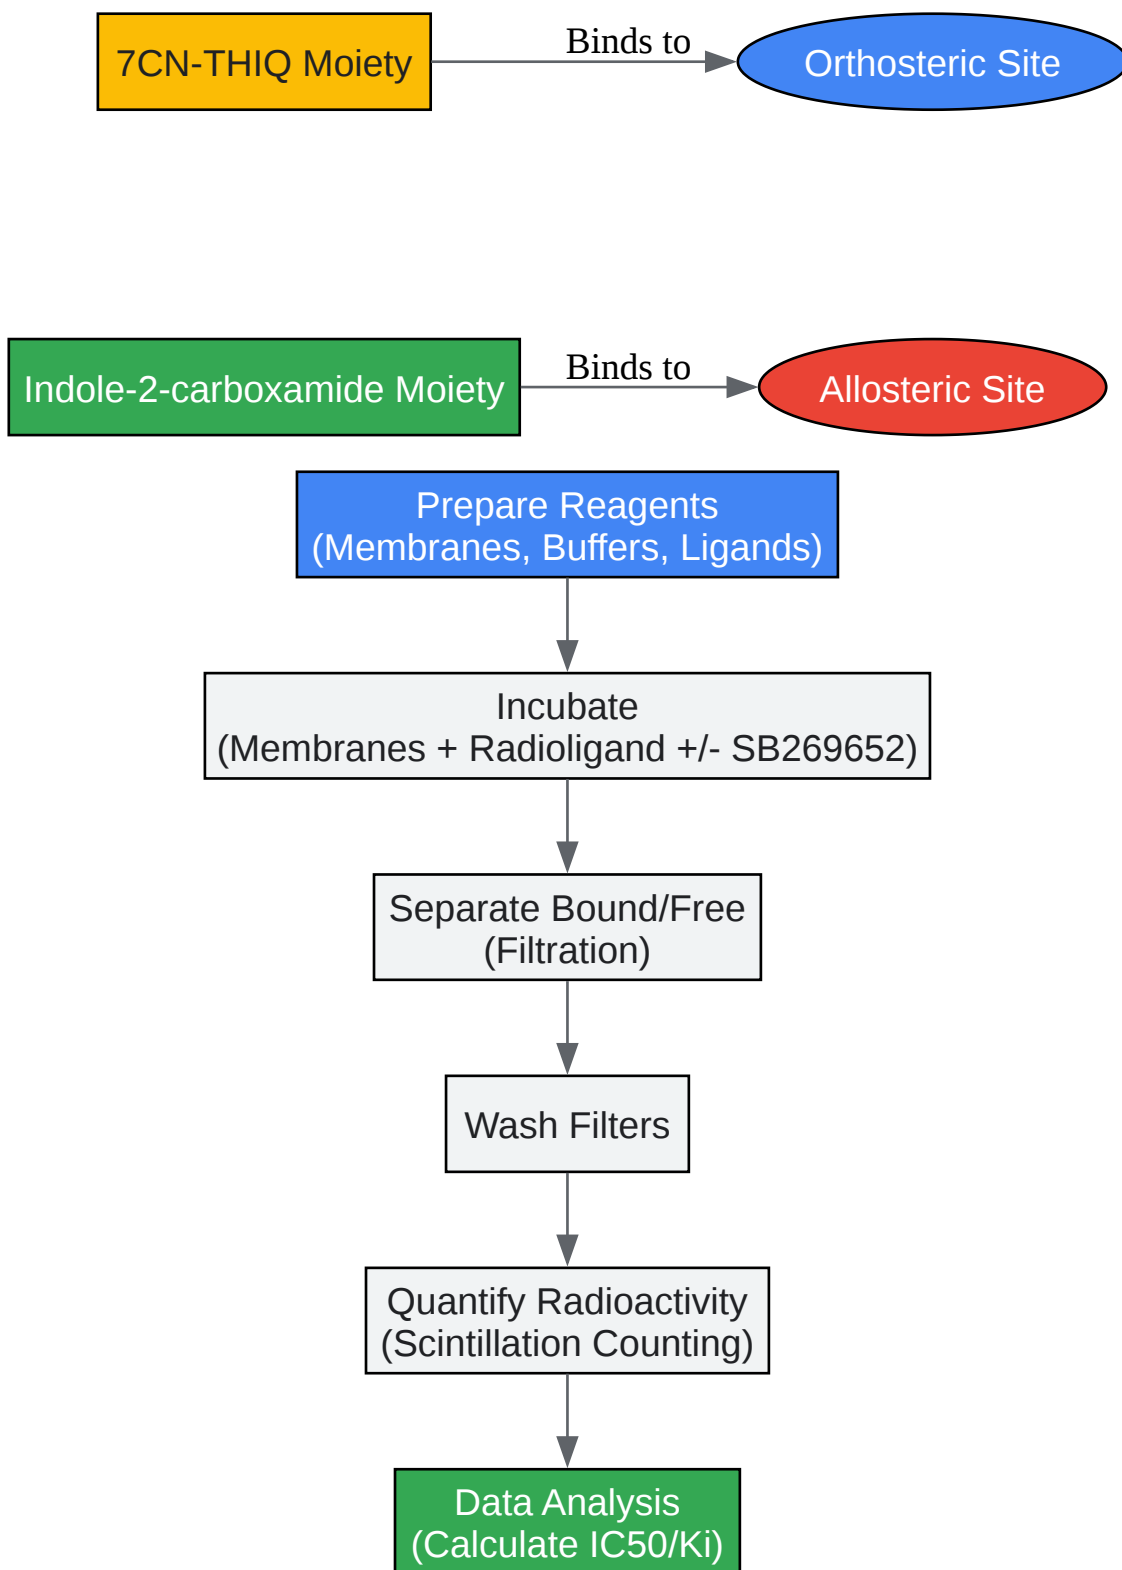 7CN-THIQ Moiety
Binds to
Orthosteric Site
Indole-2-carboxamide Moiety
Binds to
Allosteric Site
Prepare Reagents
(Membranes, Buffers, Ligands)
Incubate
(Membranes + Radioligand +/- SB269652)
Separate Bound/Free
(Filtration)
Wash Filters
Quantify Radioactivity
(Scintillation Counting)
Data Analysis
(Calculate IC50/Ki)